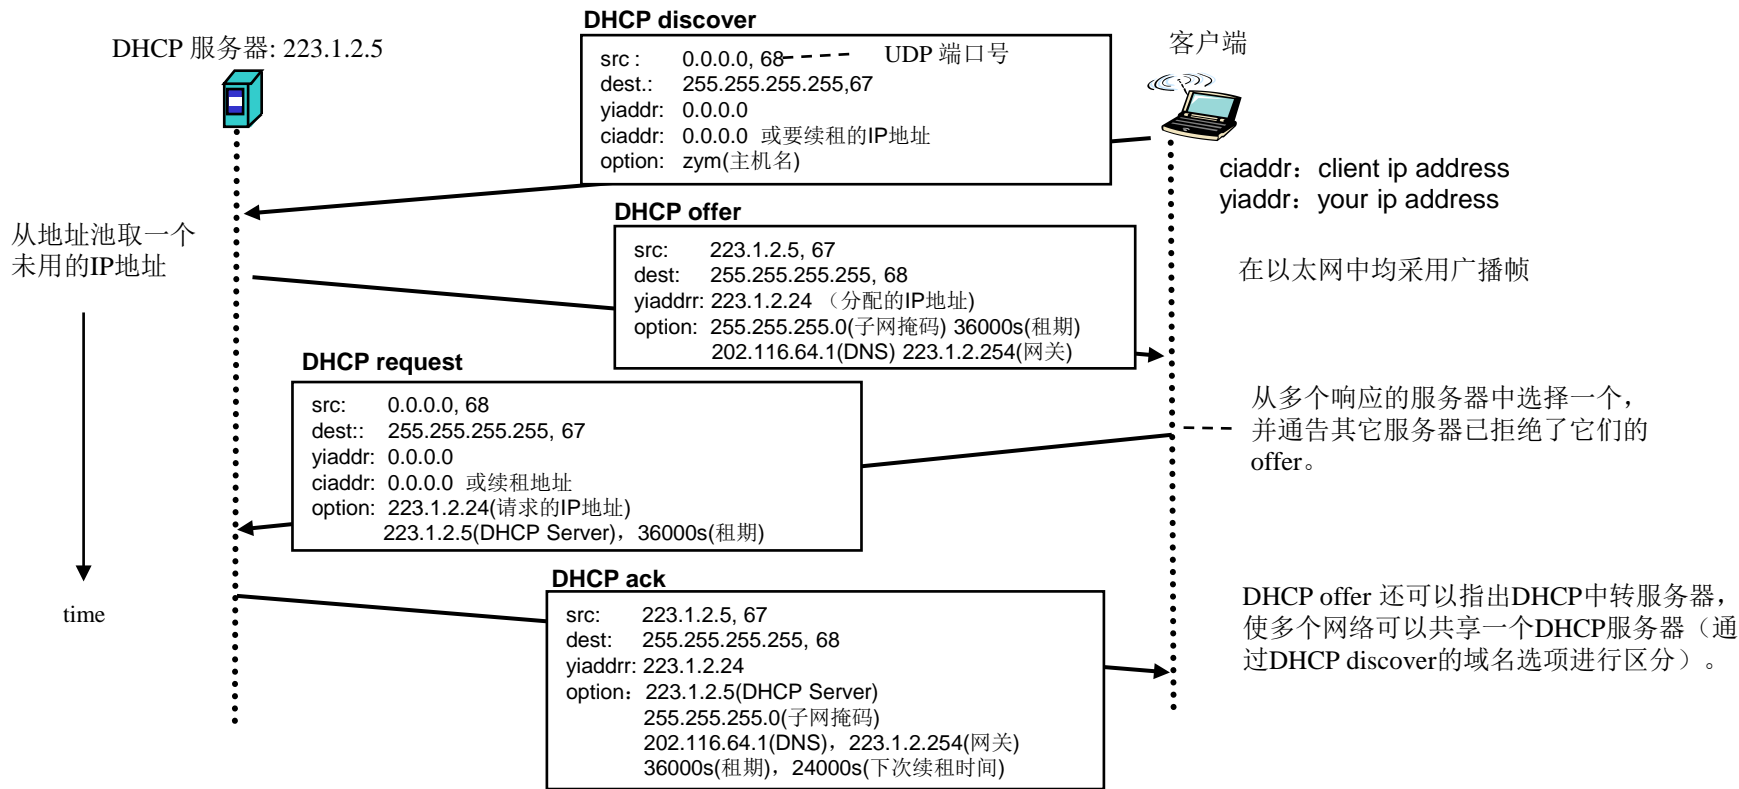 DHCP 服务器: 223.1.2.5
DHCP discover
src : 0.0.0.0, 68
UDP 端口号
dest.: 255.255.255.255,67
yiaddr: 0.0.0.0
ciaddr: 0.0.0.0 或要续租的IP地址
option: zym(主机名)
客户端
ciaddr：client ip address
yiaddr：your ip address
从地址池取一个
未用的IP地址
DHCP offer
src: 223.1.2.5, 67
dest: 255.255.255.255, 68
yiaddrr: 223.1.2.24 （分配的IP地址)
option: 255.255.255.0(子网掩码) 36000s(租期)
202.116.64.1(DNS) 223.1.2.254(网关)
在以太网中均采用广播帧
DHCP request
src: 0.0.0.0, 68
dest:: 255.255.255.255, 67
yiaddr: 0.0.0.0
ciaddr: 0.0.0.0 或续租地址
option: 223.1.2.24(请求的IP地址)
223.1.2.5(DHCP Server)，36000s(租期)
从多个响应的服务器中选择一个，
并通告其它服务器已拒绝了它们的
offer。
time
DHCP ack
src: 223.1.2.5, 67
dest: 255.255.255.255, 68
yiaddrr: 223.1.2.24
option：223.1.2.5(DHCP Server)
255.255.255.0(子网掩码)
202.116.64.1(DNS)，223.1.2.254(网关)
36000s(租期)，24000s(下次续租时间)
DHCP offer 还可以指出DHCP中转服务器，
使多个网络可以共享一个DHCP服务器（通
过DHCP discover的域名选项进行区分）。